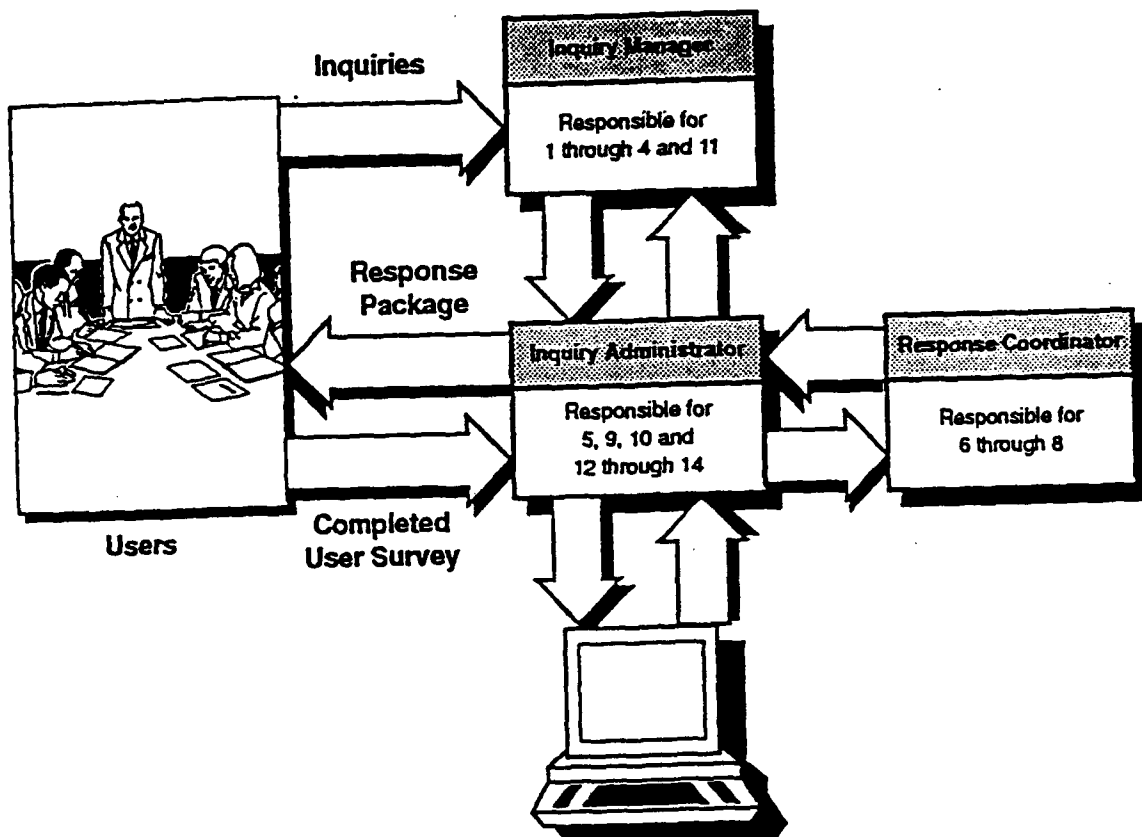 Inquiries
Inquiry Manager
Responsible for
1 through 4 and 11
Response
Package
Inquiry Administrator
Responsible for
5, 9, 10 and
12 through 14
Response Coordinator
Responsible for
6 through 8
Users
Completed
User Survey